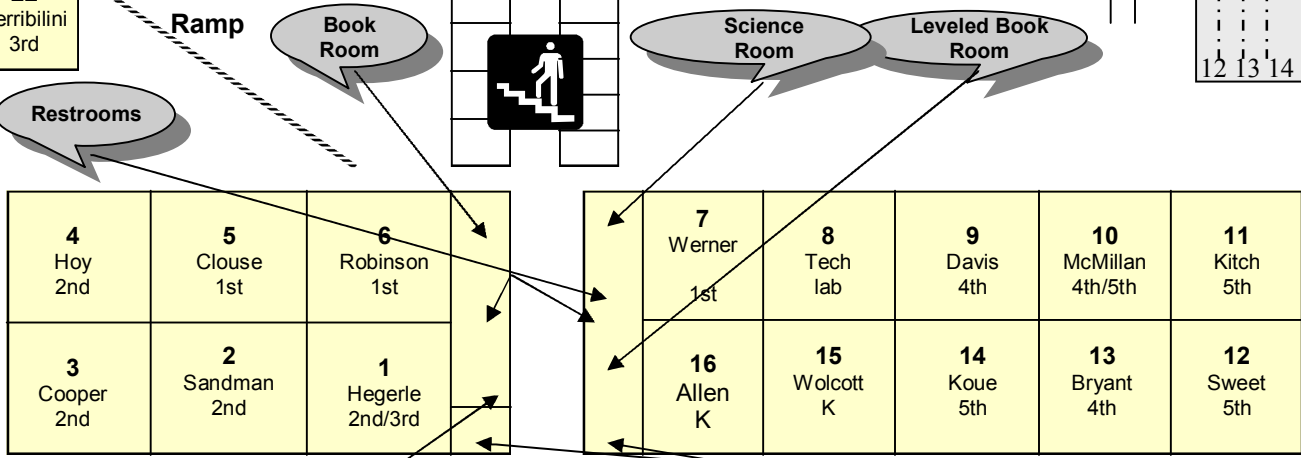 erribilini
3rd
Ramp
Book
Room
Science
Room
Leveled Book
Room
12 13 14
Restrooms
4
Hoy
2nd
5
Clouse
1st
6
Robinson
1st
7
Werner
1st
8
Tech
lab
9
Davis
4th
10
McMillan
4th/5th
11
Kitch
5th
3
Cooper
2nd
2
Sandman
2nd
1
Hegerle
2nd/3rd
16
Allen
K
15
Wolcott
K
14
Koue
5th
13
Bryant
4th
12
Sweet
5th